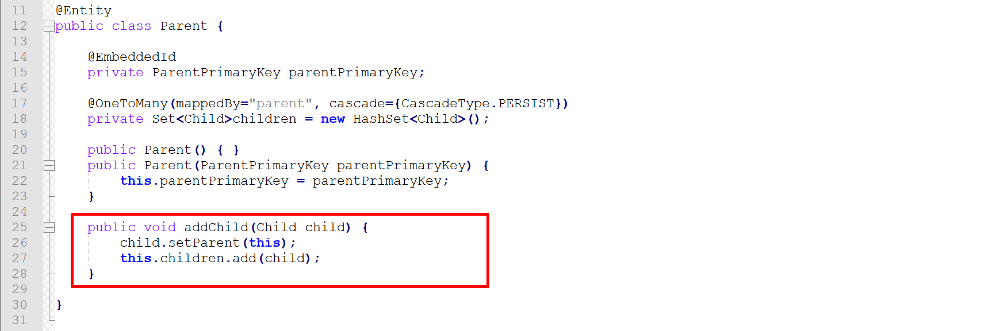 11 @Entity
12 public class Parent {
13
14 @EmbeddedId
15 private ParentPrimaryKey parentPrimaryKey;
16
17 @OneToMany(mappedBy="parent", cascade={CascadeType.PERSIST})
18 private Set<Child>children = new HashSet<Child>();
19
20 public Parent() { }
21 public Parent(ParentPrimaryKey parentPrimaryKey) {
22 this.parentPrimaryKey = parentPrimaryKey;
23 }
24
25 public void addChild(Child child) {
26 child.setParent(this);
27 this.children.add(child);
28 }
29
30 }
31